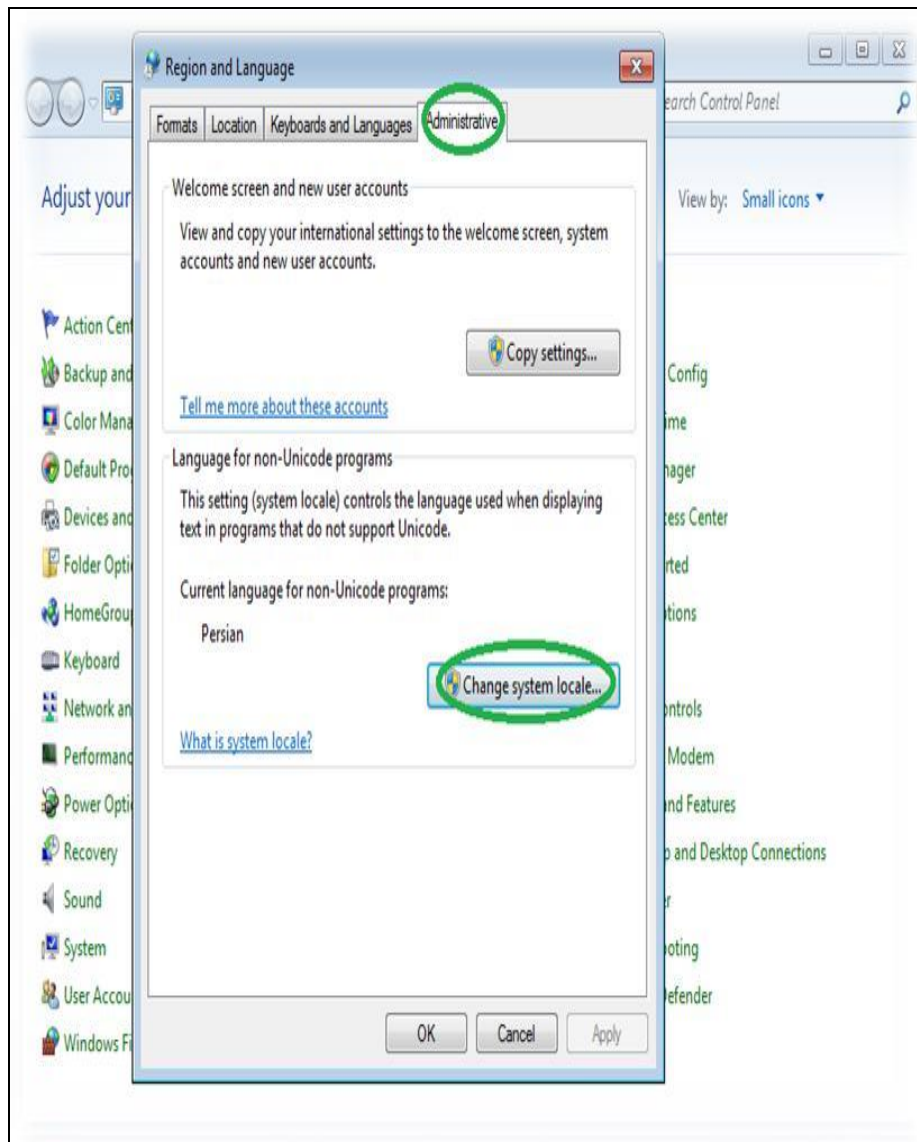 Region and Language
earch Control Panel
Formats
Location
Keyboards and Languages
Administrative
Adjust your
View by: Small icons
Welcome screen and new user accounts
View and copy your international settings to the welcome screen, system
accounts and new user accounts.
Copy settings...
Tell me more about these accounts
Language for non-Unicode programs
This setting (system locale) controls the language used when displaying
text in programs that do not support Unicode.
Current language for non-Unicode programs:
Persian
Change system locale...
What is system locale?
OK
Cancel
Apply
Action Cent
Backup and
Color Mana
Default Pro
Devices and
Folder Opti
HomeGroup
Keyboard
Network an
Performanc
Power Opti
Recovery
Sound
System
User Accou
Windows Fi
Config
ime
nager
ess Center
rted
tions
ontrols
Modem
and Features
and Desktop Connections
er
oting
efender